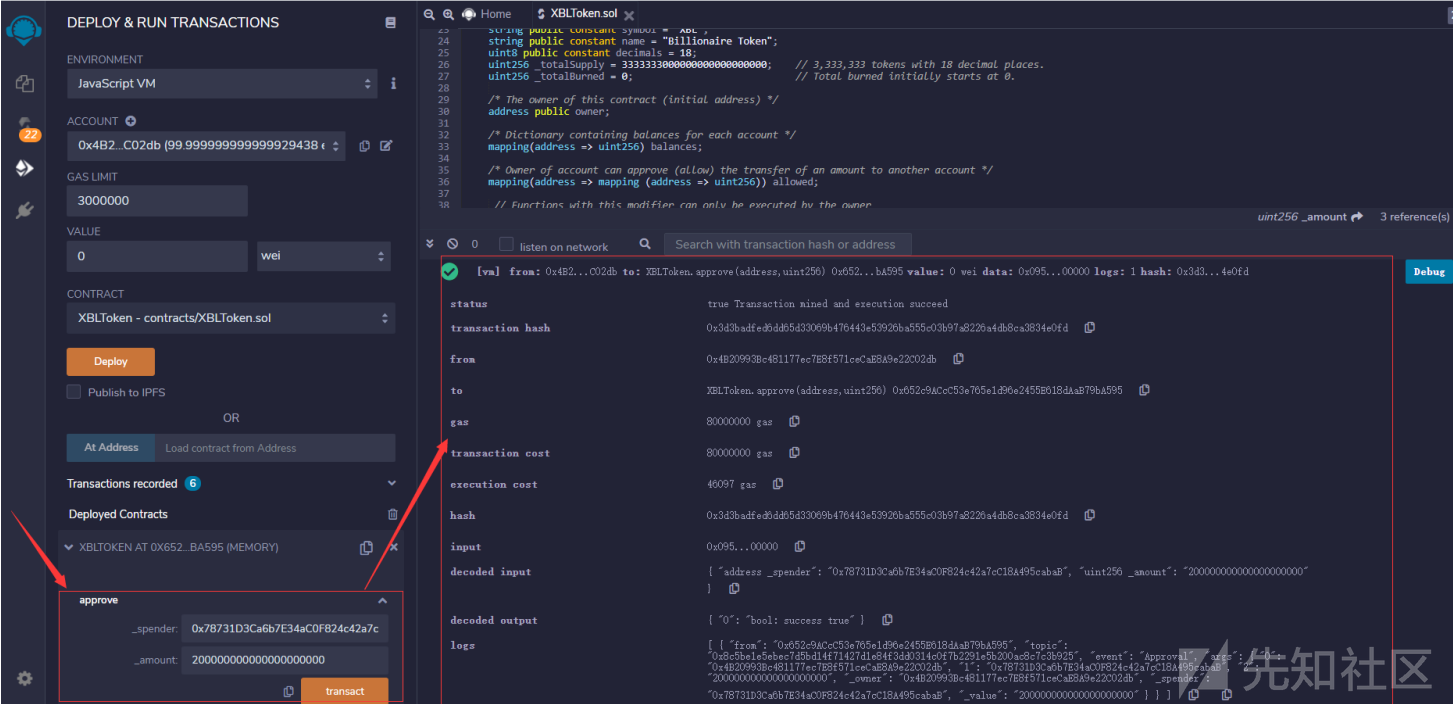 DEPLOY & RUN TRANSACTIONS
ENVIRONMENT
JavaScript VM
ACCOUNT
0x4B2...C02db (99.999999999999929438 e
GAS LIMIT
3000000
VALUE
0
wei
CONTRACT
XBLToken - contracts/XBLToken.sol
Deploy
Publish to IPFS
OR
At Address
Load contract from Address
Transactions recorded 6
Deployed Contracts
XBLTOKEN AT 0X652...BA595 (MEMORY)
approve
_spender: 0x78731D3Ca6b7E34aC0F824c42a7c
_amount: 200000000000000000000
transact
22
Home
XBLToken.sol
23 string public constant symbol = "XBL";
24 string public constant name = "Billionaire Token";
25 uint8 public constant decimals = 18;
26 uint256 _totalSupply = 3333333000000000000000000; // 3,333,333 tokens with 18 decimal places.
27 uint256 _totalBurned = 0; // Total burned initially starts at 0.
28
29 /* The owner of this contract (initial address) */
30 address public owner;
31
32 /* Dictionary containing balances for each account */
33 mapping(address => uint256) balances;
34
35 /* Owner of account can approve (allow) the transfer of an amount to another account */
36 mapping(address => mapping (address => uint256)) allowed;
37
38 // Functions with this modifier can only be executed by the owner
uint256 _amount 3 reference(s)
0
listen on network
Search with transaction hash or address
[vm] from: 0x4B2...C02db to: XBLToken.approve(address,uint256) 0x652...bA595 value: 0 wei data: 0x095...00000 logs: 1 hash: 0x3d3...4e0fd
Debug
status true Transaction mined and execution succeed
transaction hash 0x3d3badfed6dd65d33069b476443e53926ba555c03b97a8226a4db8ca3834e0fd
from 0x4B20993Bc481177ec7E8f571ceCaE8A9e22C02db
to XBLToken.approve(address,uint256) 0x652c9ACcC53e765e1d96e2455E618dAaB79bA595
gas 80000000 gas
transaction cost 80000000 gas
execution cost 46097 gas
hash 0x3d3badfed6dd65d33069b476443e53926ba555c03b97a8226a4db8ca3834e0fd
input 0x095...00000
decoded input { "address _spender": "0x78731D3Ca6b7E34aC0F824c42a7cC18A495cabaB", "uint256 _amount": "200000000000000000000"
}
decoded output { "0": "bool: success true" }
logs [ { "from": "0x652c9ACcC53e765e1d96e2455E618dAaB79bA595", "topic":
"0x8c5be1e5ebec7d5bd14f71427d1e84f3dd0314c0f7b2291e5b200ac8c7c3b925", "event": "Approval", "args": { "0":
"0x4B20993Bc481177ec7E8f571ceCaE8A9e22C02db", "1": "0x78731D3Ca6b7E34aC0F824c42a7cC18A495cabaB", "2":
"200000000000000000000", "_owner": "0x4B20993Bc481177ec7E8f571ceCaE8A9e22C02db", "_spender":
"0x78731D3Ca6b7E34aC0F824c42a7cC18A495cabaB", "_value": "200000000000000000000" } } ]
先知社区